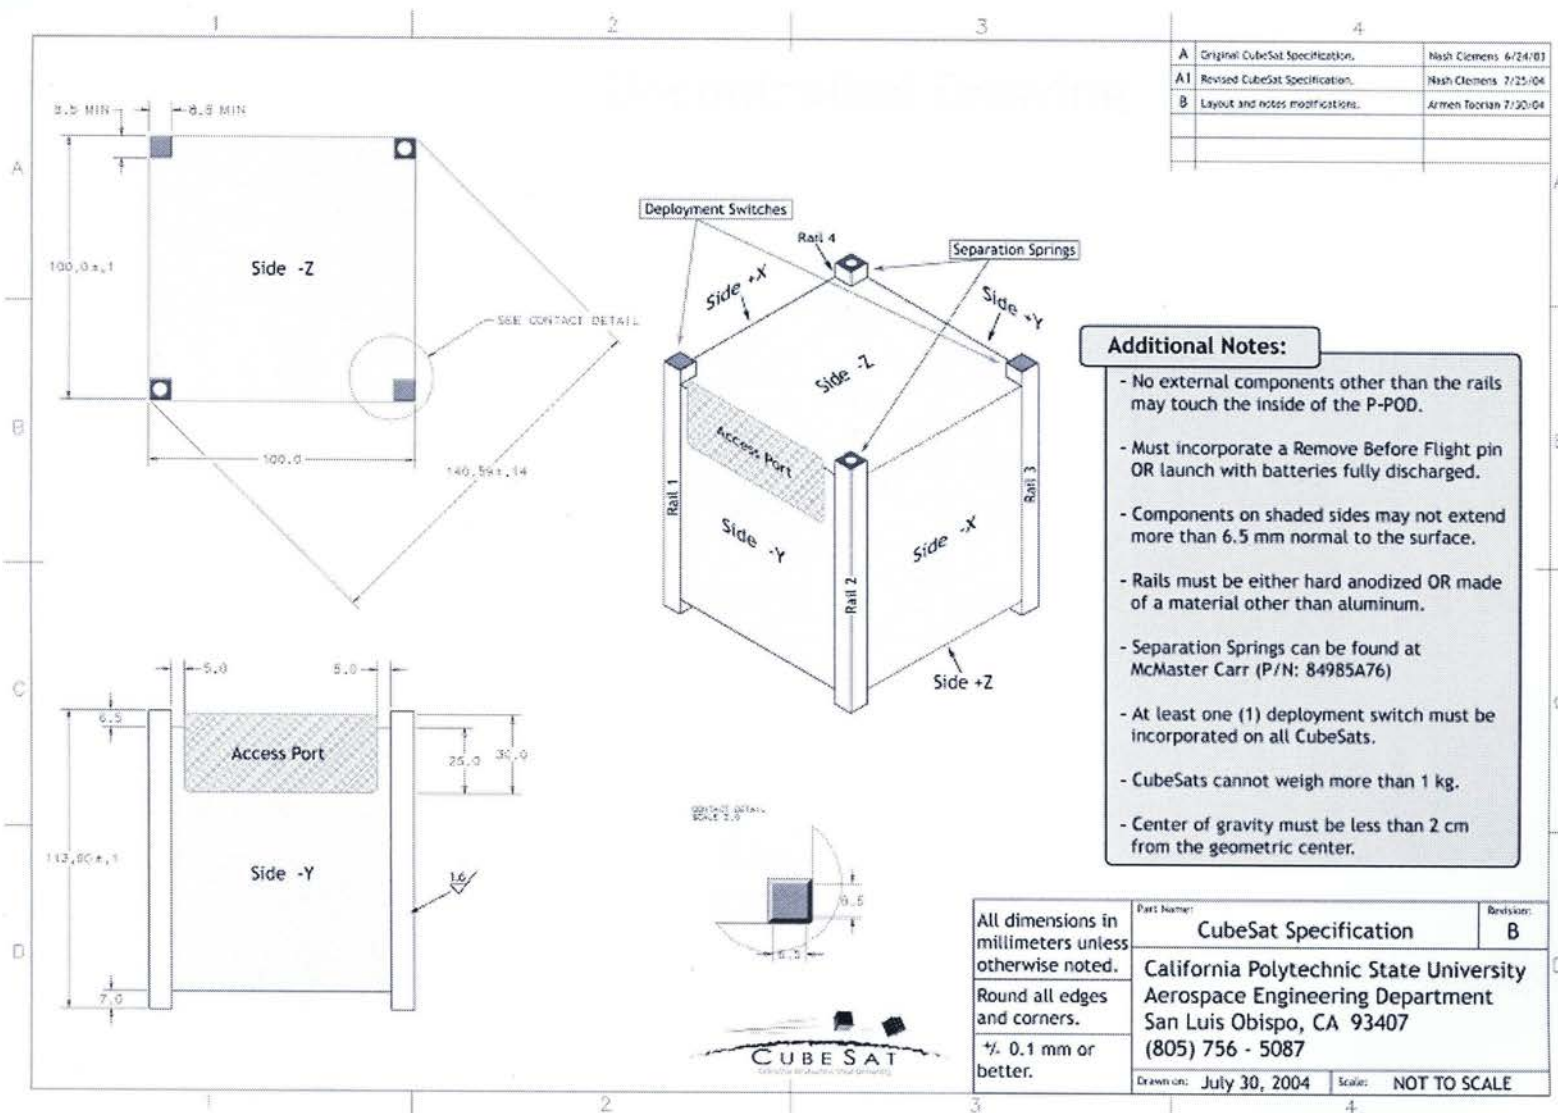 1
2
3
4
A Original CubeSat Specification. Nash Clemens 6/24/03
A1 Revised CubeSat Specification. Nash Clemens 7/25/04
B Layout and notes modifications. Armen Toorian 7/30/04
8.5 MIN
8.5 MIN
A
100.0±.1
Side -Z
SEE CONTACT DETAIL
B
100.0
140.59±.14
Deployment Switches
Rail 4
Separation Springs
Side +X
Side +Y
Side -Z
Access Port
Rail 1
Side -Y
Rail 2
Side -X
Rail 3
Side +Z
Additional Notes:
- No external components other than the rails
may touch the inside of the P-POD.
- Must incorporate a Remove Before Flight pin
OR launch with batteries fully discharged.
- Components on shaded sides may not extend
more than 6.5 mm normal to the surface.
- Rails must be either hard anodized OR made
of a material other than aluminum.
- Separation Springs can be found at
McMaster Carr (P/N: 84985A76)
- At least one (1) deployment switch must be
incorporated on all CubeSats.
- CubeSats cannot weigh more than 1 kg.
- Center of gravity must be less than 2 cm
from the geometric center.
C
5.0
5.0
6.5
Access Port
25.0
30.0
113.50±.1
Side -Y
1.6
D
7.0
CONTACT DETAIL
SCALE 2.0
6.5
6.5
CUBESAT
All dimensions in
millimeters unless
otherwise noted.
Round all edges
and corners.
+/- 0.1 mm or
better.
Part Name:
CubeSat Specification
Revision:
B
California Polytechnic State University
Aerospace Engineering Department
San Luis Obispo, CA 93407
(805) 756 - 5087
Drawn on: July 30, 2004
Scale: NOT TO SCALE
1
2
3
4